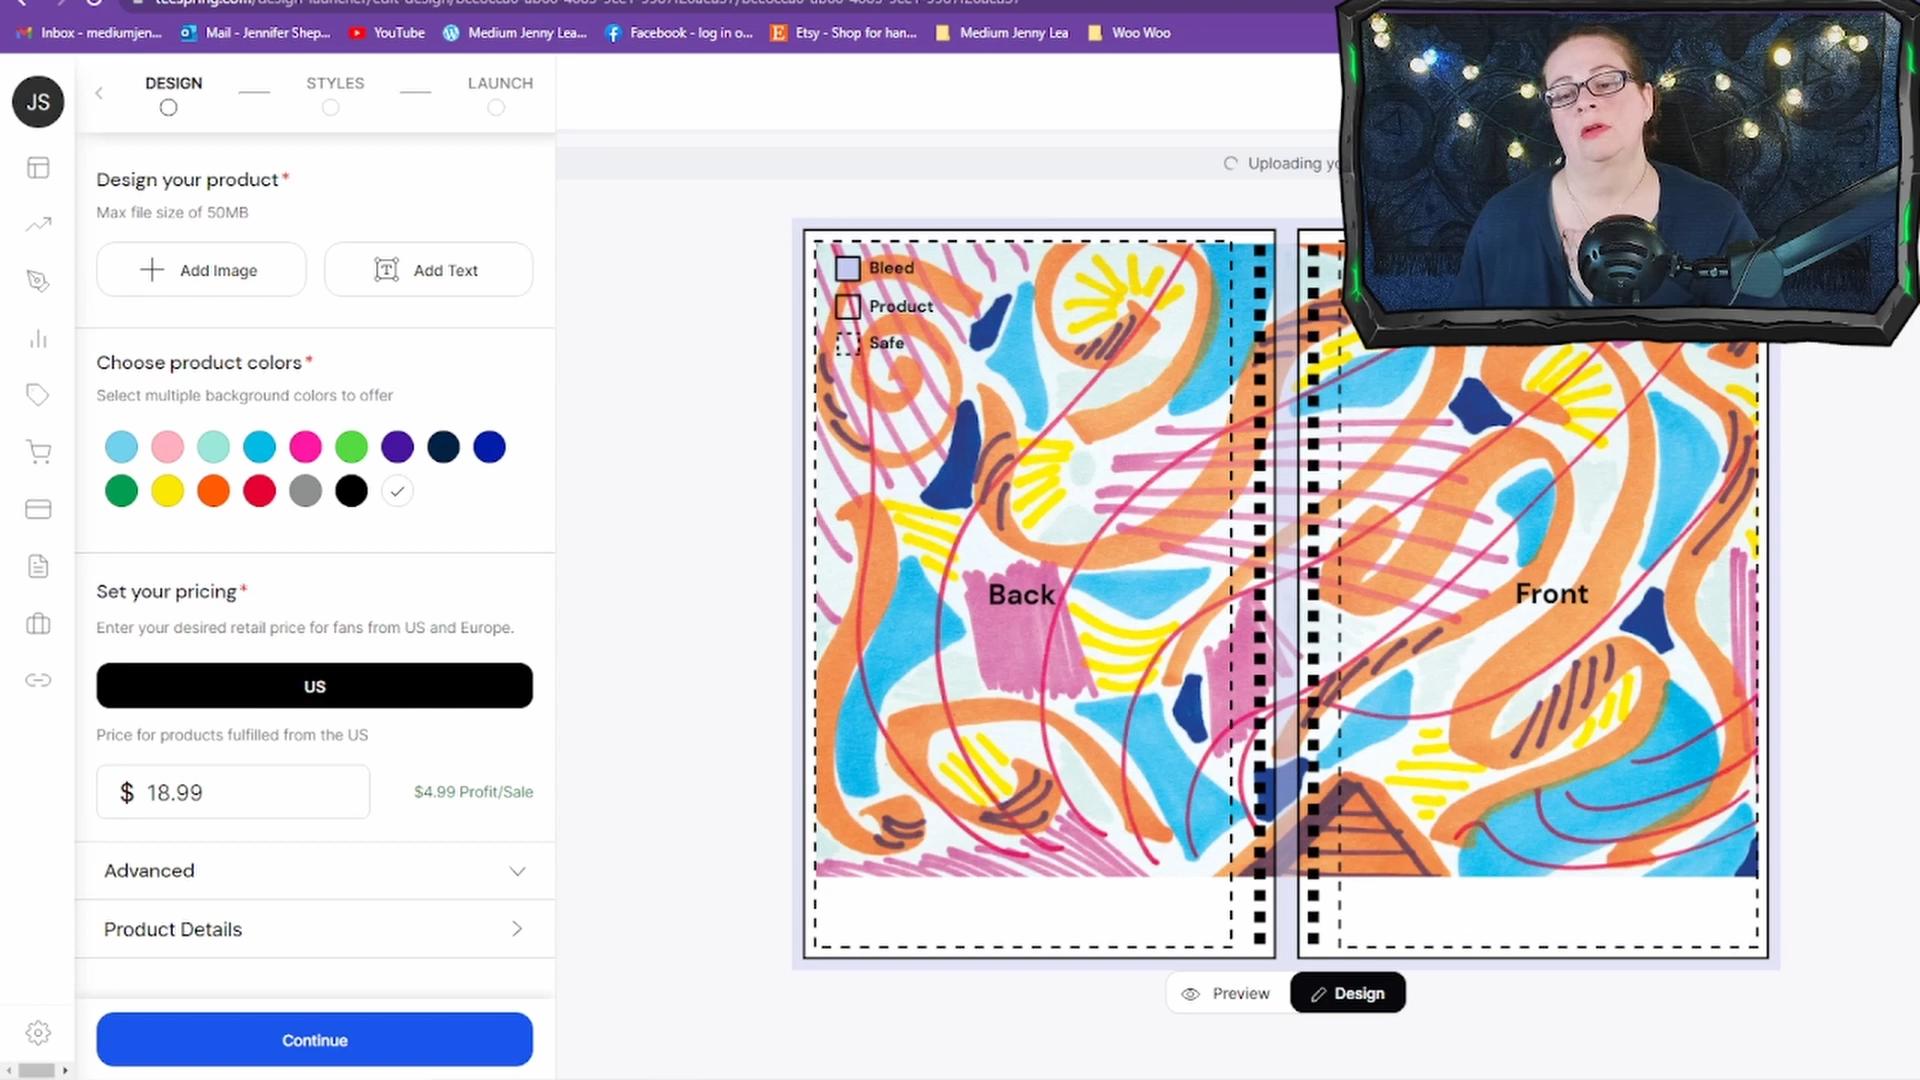 Inbox - mediumjen...
Mail - Jennifer Shep...
YouTube
Medium Jenny Lea...
Facebook - log in o...
Etsy - Shop for han...
Medium Jenny Lea
Woo Woo
JS
DESIGN
STYLES
LAUNCH
Uploading yo
Design your product*
Max file size of 50MB
Add Image
Add Text
Choose product colors*
Select multiple background colors to offer
Set your pricing*
Enter your desired retail price for fans from US and Europe.
US
Price for products fulfilled from the US
$ 18.99
$4.99 Profit/Sale
Advanced
Product Details
Continue
Bleed
Product
Safe
Back
Front
Preview
Design